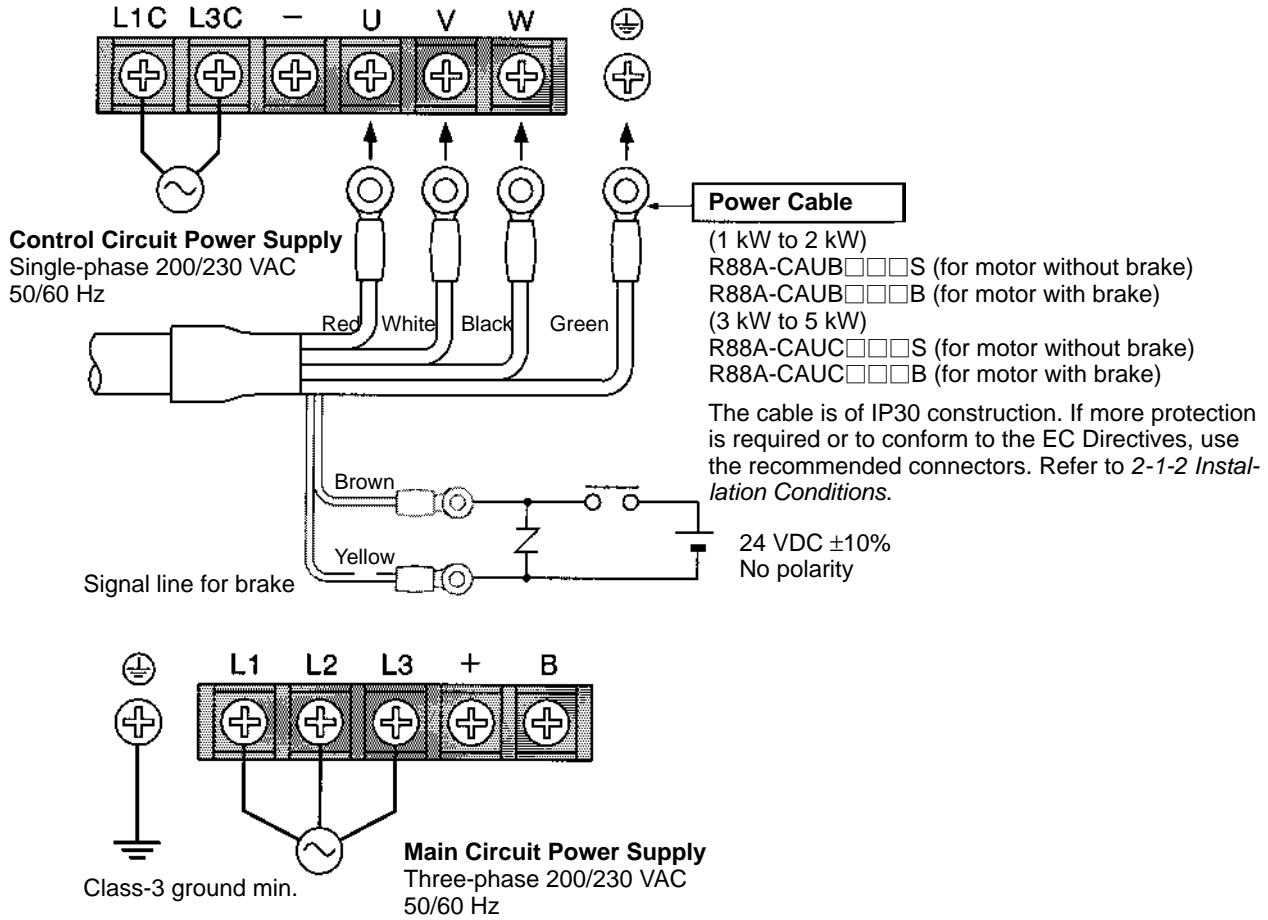 L1C L3C − U V W
Control Circuit Power Supply
Single-phase 200/230 VAC
50/60 Hz
Power Cable
(1 kW to 2 kW)
R88A-CAUB□□□S (for motor without brake)
R88A-CAUB□□□B (for motor with brake)
(3 kW to 5 kW)
R88A-CAUC□□□S (for motor without brake)
R88A-CAUC□□□B (for motor with brake)
The cable is of IP30 construction. If more protection
is required or to conform to the EC Directives, use
the recommended connectors. Refer to 2-1-2 Instal-
lation Conditions.
Red White Black Green
Brown
Yellow
Signal line for brake
24 VDC ±10%
No polarity
L1 L2 L3 + B
Class-3 ground min.
Main Circuit Power Supply
Three-phase 200/230 VAC
50/60 Hz